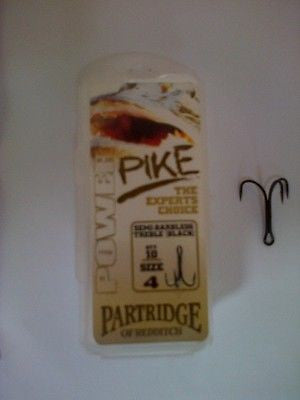 POWER
PIKE
THE
EXPERTS
CHOICE
SEMI-BARBLESS
TREBLE (BLACK)
QTY
10
SIZE
4
PARTRIDGE
OF REDDITCH